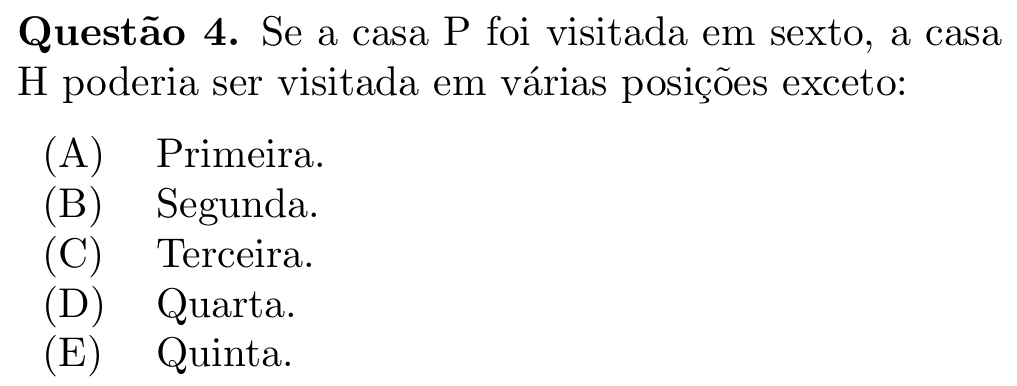 Questão 4. Se a casa P foi visitada em sexto, a casa
H poderia ser visitada em várias posições exceto:
(A) Primeira.
(B) Segunda.
(C) Terceira.
(D) Quarta.
(E) Quinta.